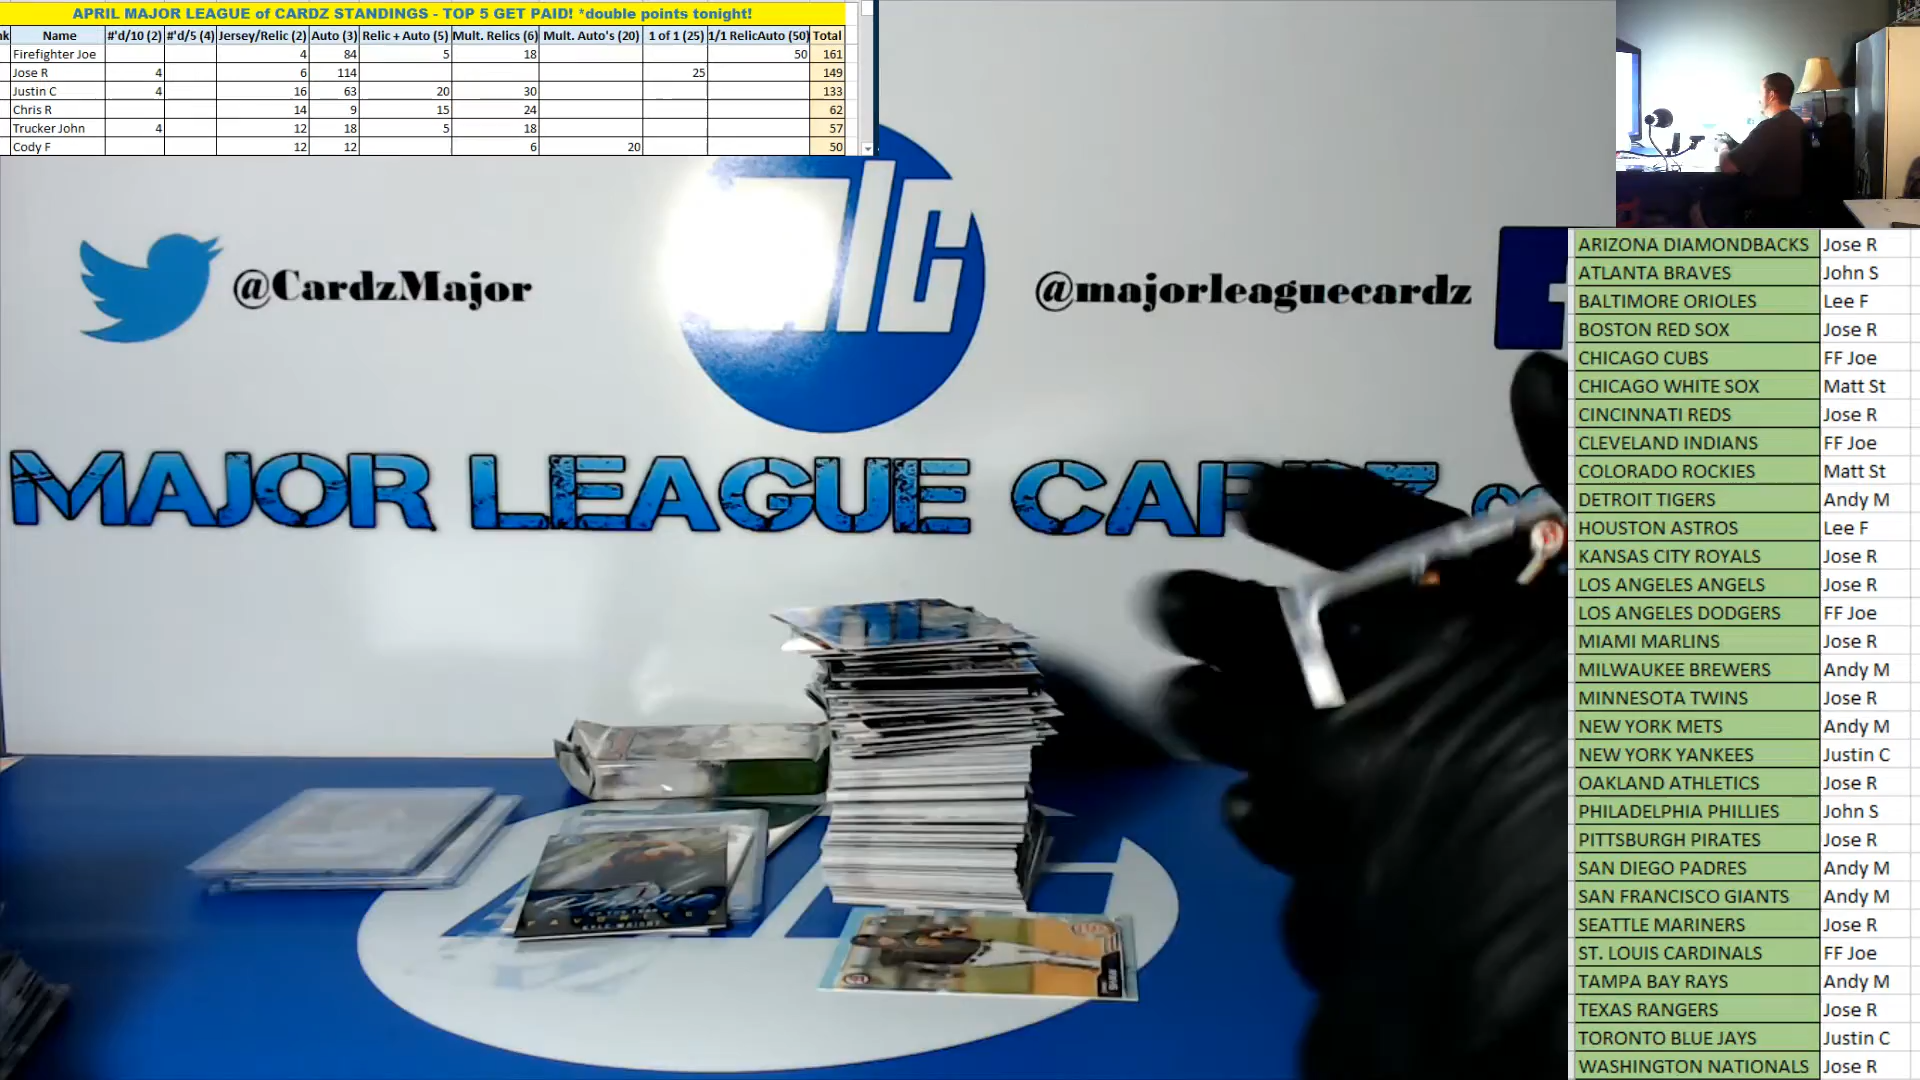 APRIL MAJOR LEAGUE of CARDZ STANDINGS - TOP 5 GET PAID! *double points tonight!
Name #'d/10 (2) #'d/5 (4) Jersey/Relic (2) Auto (3) Relic + Auto (5) Mult. Relics (6) Mult. Auto's (20) 1 of 1 (25) 1/1 RelicAuto (50) Total
Firefighter Joe 4 84 5 18 50 161
Jose R 4 6 114 25 149
Justin C 4 16 63 20 30 133
Chris R 14 9 15 24 62
Trucker John 4 12 18 5 18 57
Cody F 12 12 6 20 50
@CardzMajor
@majorleaguecardz
MAJOR LEAGUE CARDZ
ARIZONA DIAMONDBACKS Jose R
ATLANTA BRAVES John S
BALTIMORE ORIOLES Lee F
BOSTON RED SOX Jose R
CHICAGO CUBS FF Joe
CHICAGO WHITE SOX Matt St
CINCINNATI REDS Jose R
CLEVELAND INDIANS FF Joe
COLORADO ROCKIES Matt St
DETROIT TIGERS Andy M
HOUSTON ASTROS Lee F
KANSAS CITY ROYALS Jose R
LOS ANGELES ANGELS Jose R
LOS ANGELES DODGERS FF Joe
MIAMI MARLINS Jose R
MILWAUKEE BREWERS Andy M
MINNESOTA TWINS Jose R
NEW YORK METS Andy M
NEW YORK YANKEES Justin C
OAKLAND ATHLETICS Jose R
PHILADELPHIA PHILLIES John S
PITTSBURGH PIRATES Jose R
SAN DIEGO PADRES Andy M
SAN FRANCISCO GIANTS Andy M
SEATTLE MARINERS Jose R
ST. LOUIS CARDINALS FF Joe
TAMPA BAY RAYS Andy M
TEXAS RANGERS Jose R
TORONTO BLUE JAYS Justin C
WASHINGTON NATIONALS Jose R
FAVORITES
KYLE WRIGHT